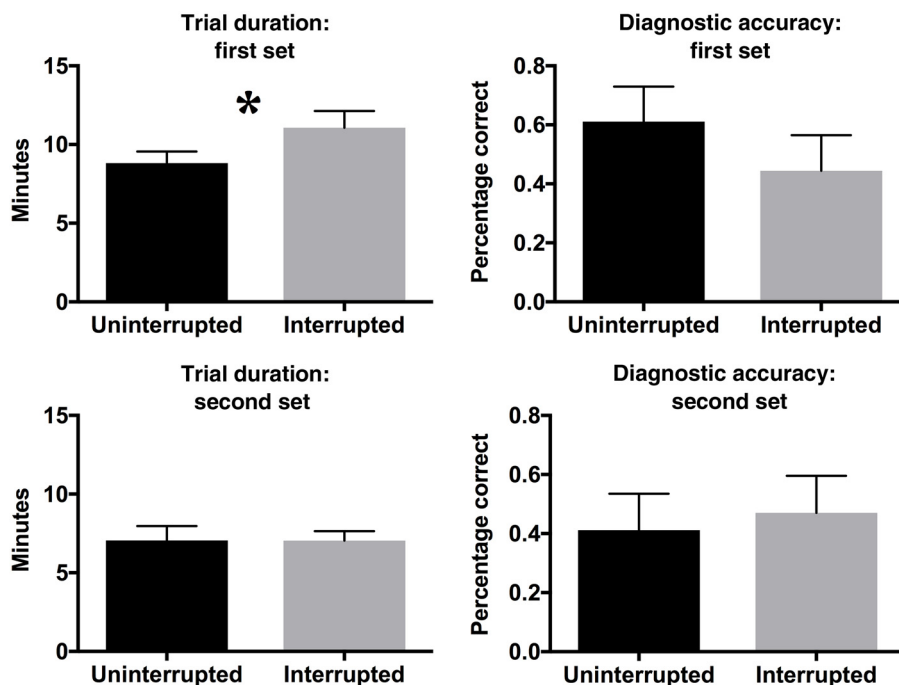 Trial duration:
first set
15
10
5
0
Minutes
*
Uninterrupted
Interrupted
Diagnostic accuracy:
first set
0.8
0.6
0.4
0.2
0.0
Percentage correct
Uninterrupted
Interrupted
Trial duration:
second set
15
10
5
0
Minutes
Uninterrupted
Interrupted
Diagnostic accuracy:
second set
0.8
0.6
0.4
0.2
0.0
Percentage correct
Uninterrupted
Interrupted